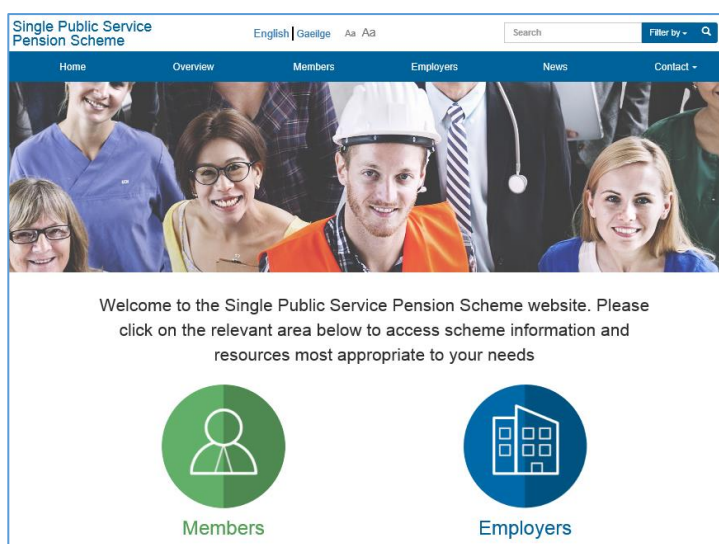 Single Public Service
Pension Scheme
English Gaeilge Aa Aa
Search
Filter by
Home Overview Members Employers News Contact
Welcome to the Single Public Service Pension Scheme website. Please
click on the relevant area below to access scheme information and
resources most appropriate to your needs
Members Employers